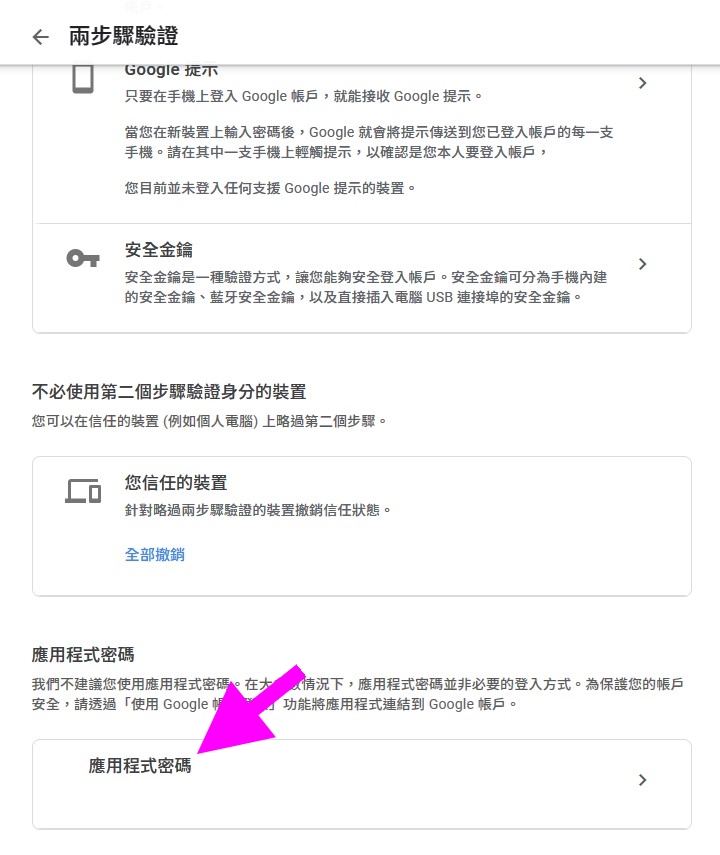 兩步驟驗證
Google 提示
只要在手機上登入 Google 帳戶，就能接收 Google 提示。
當您在新裝置上輸入密碼後，Google 就會將提示傳送到您已登入帳戶的每一支
手機。請在其中一支手機上輕觸提示，以確認是您本人要登入帳戶，
您目前並未登入任何支援 Google 提示的裝置。
安全金鑰
安全金鑰是一種驗證方式，讓您能夠安全登入帳戶。安全金鑰可分為手機內建
的安全金鑰、藍牙安全金鑰，以及直接插入電腦 USB 連接埠的安全金鑰。
不必使用第二個步驟驗證身分的裝置
您可以在信任的裝置 (例如個人電腦) 上略過第二個步驟。
您信任的裝置
針對略過兩步驟驗證的裝置撤銷信任狀態。
全部撤銷
應用程式密碼
我們不建議您使用應用程式密碼。在大 情況下，應用程式密碼並非必要的登入方式。為保護您的帳戶
安全，請透過「使用 Google 」功能將應用程式連結到 Google 帳戶。
應用程式密碼